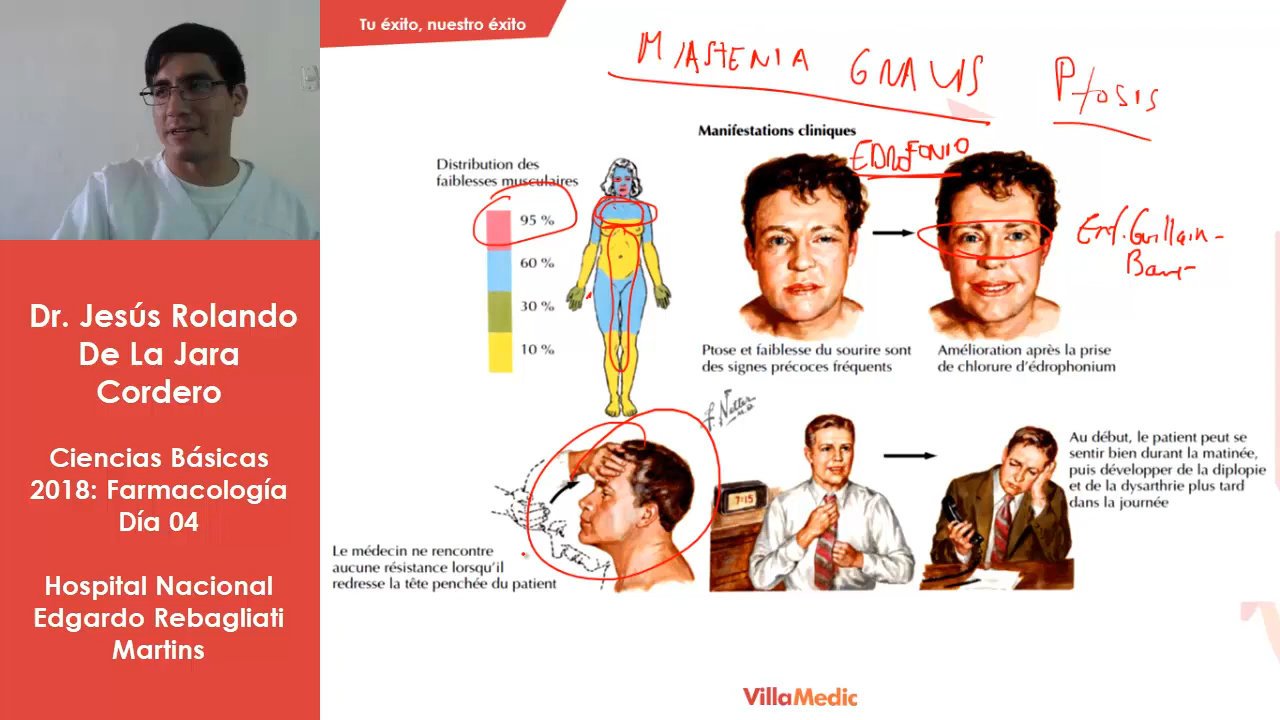 Tu éxito, nuestro éxito
MIASTENIA GRAVIS
Ptosis
Manifestations cliniques
EDROFONIO
Distribution des
faiblesses musculaires
95 %
60 %
30 %
10 %
Enf. Guillain-
Barré
Ptose et faiblesse du sourire sont
des signes précoces fréquents
Amélioration après la prise
de chlorure d'édrophonium
F. Netter
M.D.
7:15
Au début, le patient peut se
sentir bien durant la matinée,
puis développer de la diplopie
et de la dysarthrie plus tard
dans la journée
Le médecin ne rencontre
aucune résistance lorsqu'il
redresse la tête penchée du patient
Dr. Jesús Rolando
De La Jara
Cordero
Ciencias Básicas
2018: Farmacología
Día 04
Hospital Nacional
Edgardo Rebagliati
Martins
VillaMedic